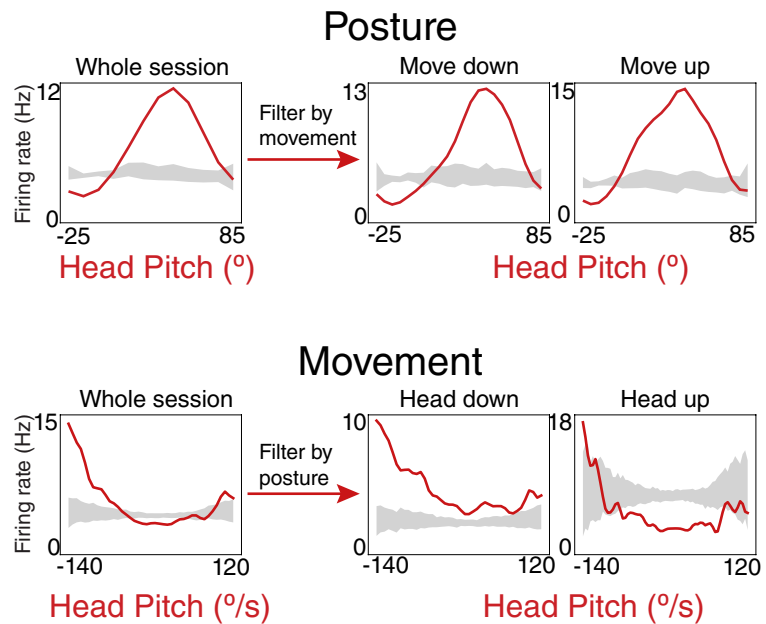 Posture
Whole session
Move down
Move up
Firing rate (Hz)
12
0
-25
85
Head Pitch (º)
Filter by
movement
13
0
-25
85
15
0
-25
85
Head Pitch (º)
Movement
Whole session
Head down
Head up
Firing rate (Hz)
15
0
-140
120
Head Pitch (º/s)
Filter by
posture
10
0
18
0
-140
120
Head Pitch (º/s)